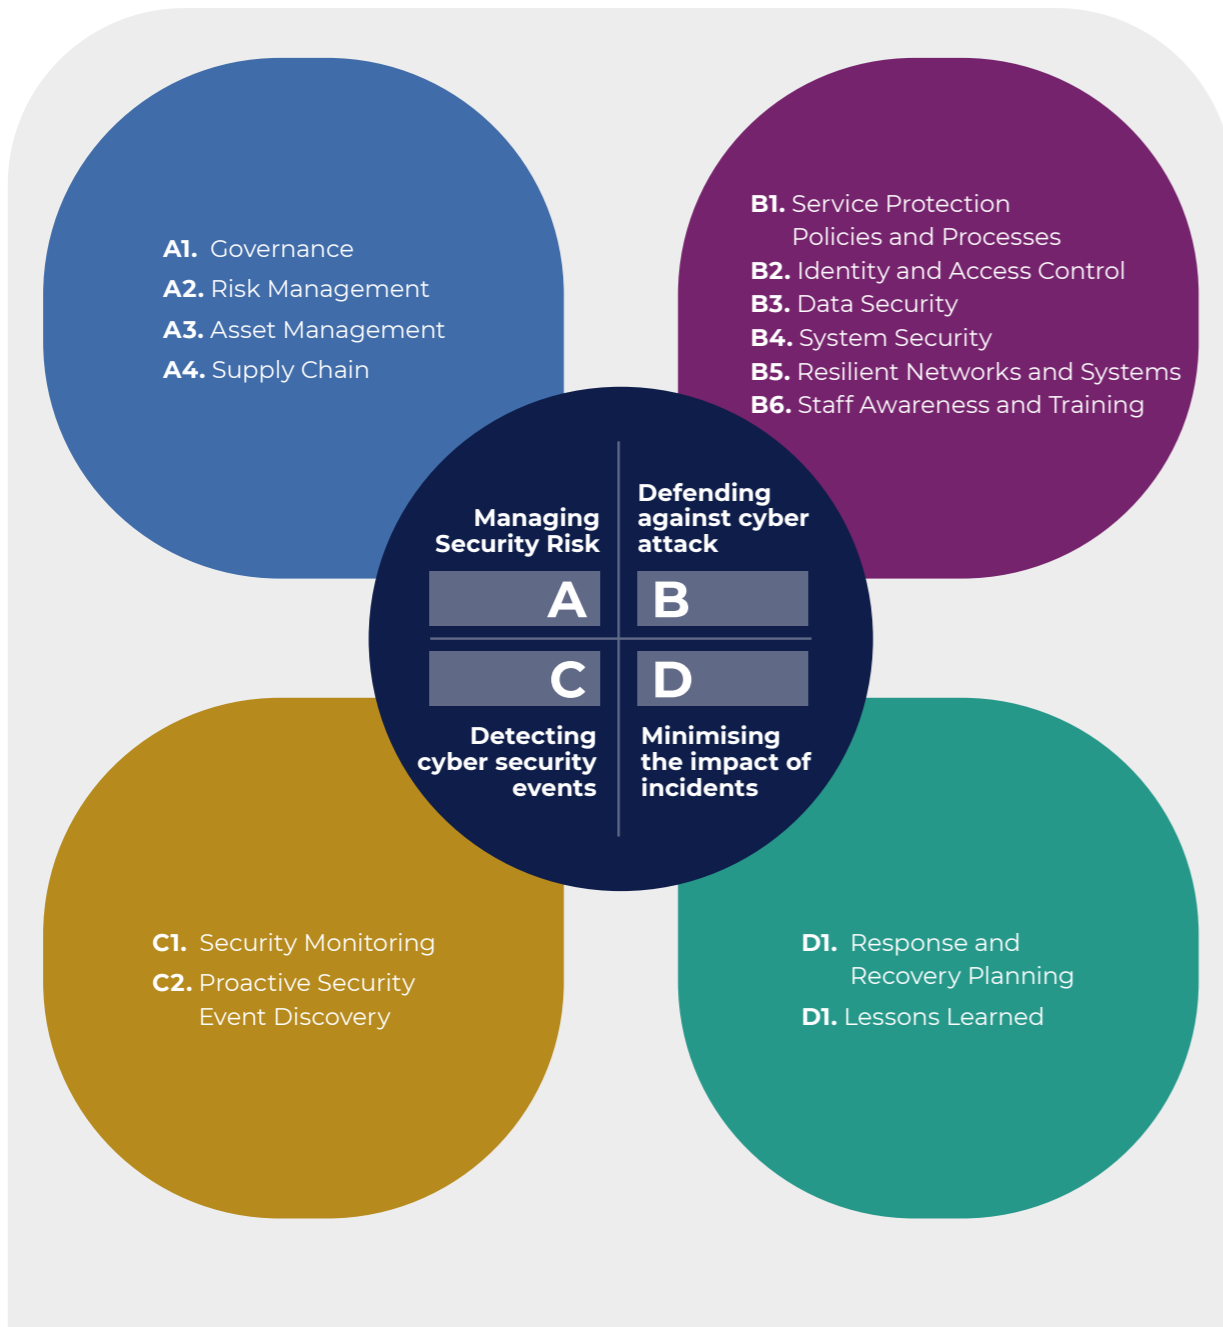 A1. Governance
A2. Risk Management
A3. Asset Management
A4. Supply Chain
B1. Service Protection
Policies and Processes
B2. Identity and Access Control
B3. Data Security
B4. System Security
B5. Resilient Networks and Systems
B6. Staff Awareness and Training
Managing
Security Risk
A
Defending
against cyber
attack
B
C
Detecting
cyber security
events
D
Minimising
the impact of
incidents
C1. Security Monitoring
C2. Proactive Security
Event Discovery
D1. Response and
Recovery Planning
D1. Lessons Learned